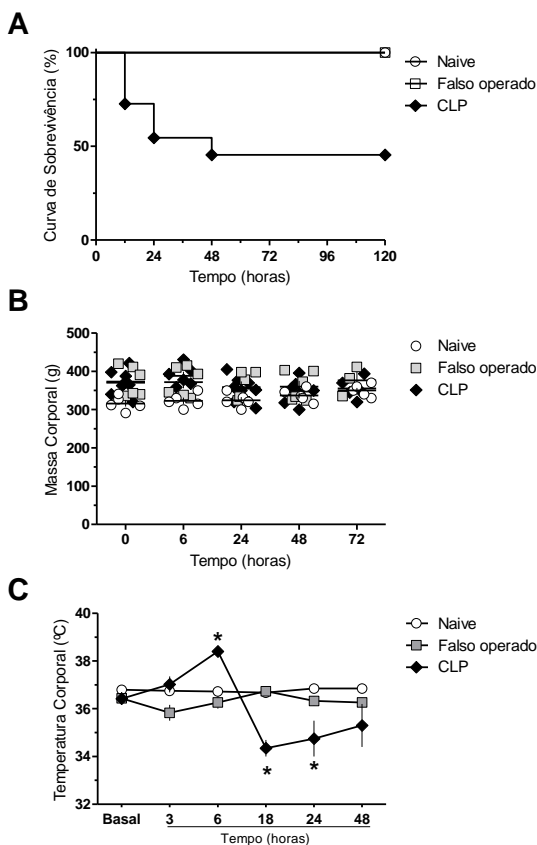 A
Curva de Sobrevivência (%)
100
50
0
0 24 48 72 96 120
Tempo (horas)
Naive
Falso operado
CLP
B
Massa Corporal (g)
500
400
300
200
100
0
0 6 24 48 72
Tempo (horas)
Naive
Falso operado
CLP
C
Temperatura Corporal (ºC)
40
38
36
34
32
*
*
*
Basal 3 6 18 24 48
Tempo (horas)
Naive
Falso operado
CLP